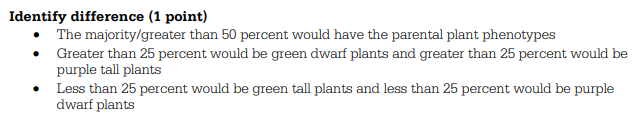 Identify difference (1 point)
• The majority/greater than 50 percent would have the parental plant phenotypes
• Greater than 25 percent would be green dwarf plants and greater than 25 percent would be
purple tall plants
• Less than 25 percent would be green tall plants and less than 25 percent would be purple
dwarf plants